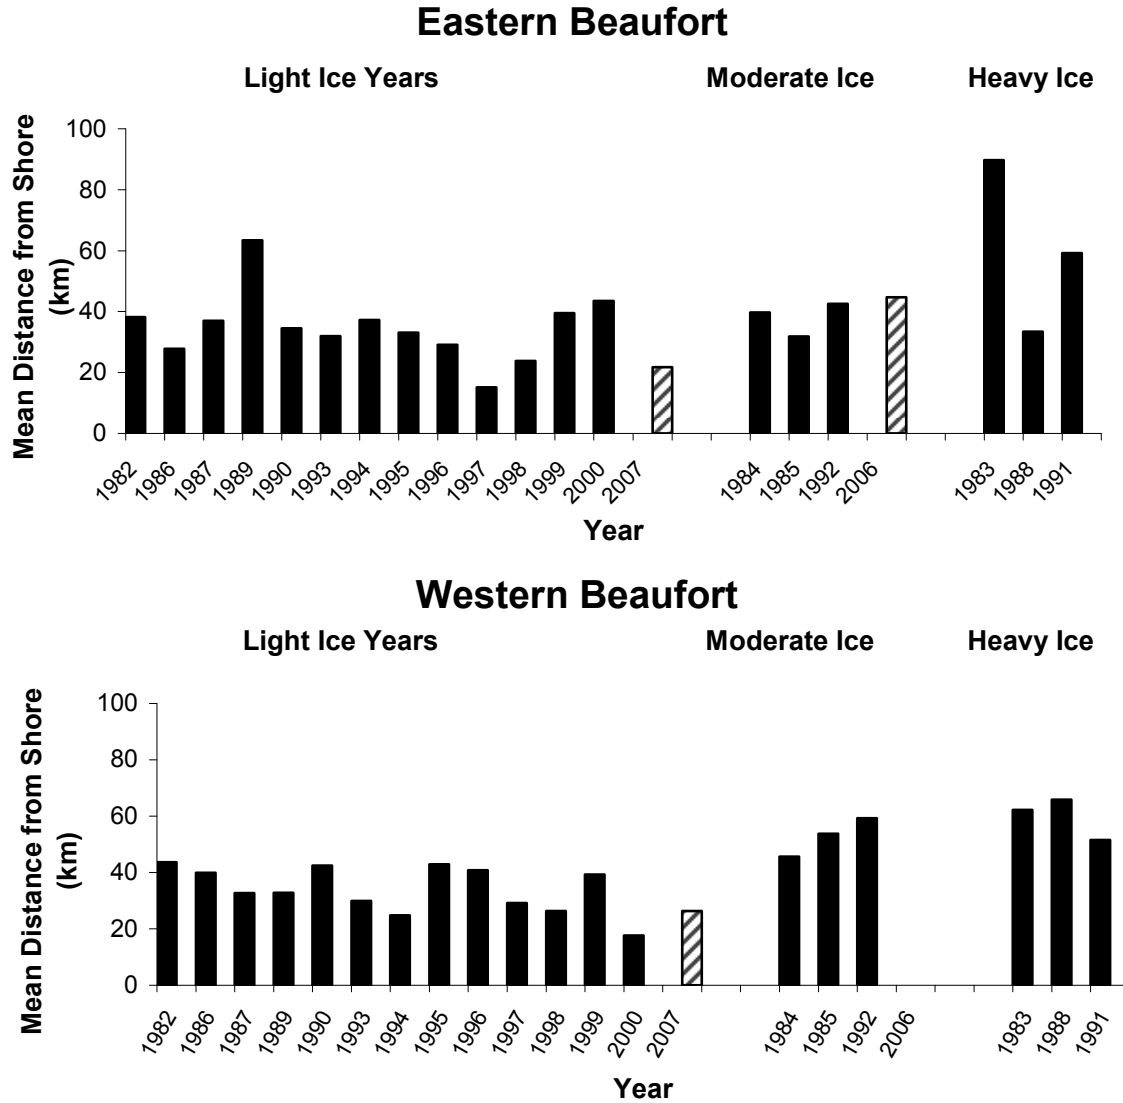 Eastern Beaufort
Light Ice Years Moderate Ice Heavy Ice
Mean Distance from Shore
(km)
100
80
60
40
20
0
1982 1986 1987 1989 1990 1993 1994 1995 1996 1997 1998 1999 2000 2007 1984 1985 1992 2006 1983 1988 1991
Year
Western Beaufort
Light Ice Years Moderate Ice Heavy Ice
Mean Distance from Shore
(km)
100
80
60
40
20
0
1982 1986 1987 1989 1990 1993 1994 1995 1996 1997 1998 1999 2000 2007 1984 1985 1992 2006 1983 1988 1991
Year